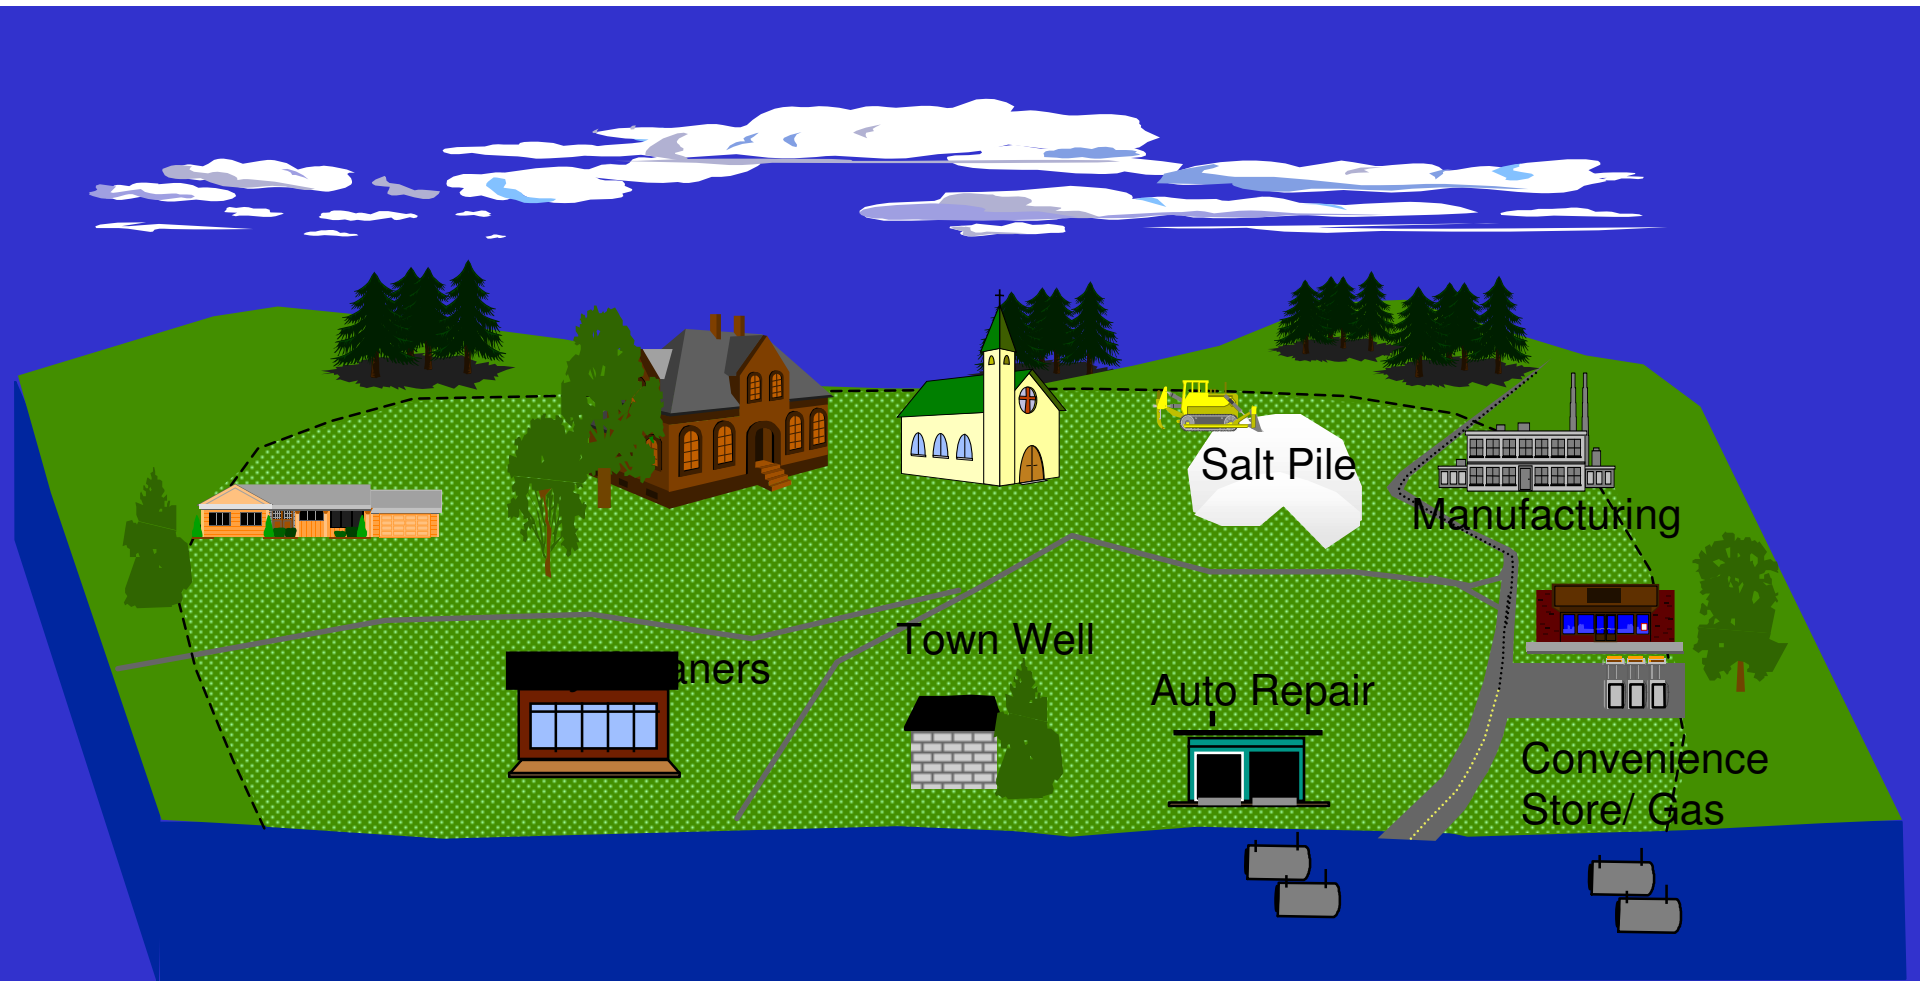 Salt Pile
Manufacturing
Town Well
aners
Auto Repair
Convenience
Store/ Gas